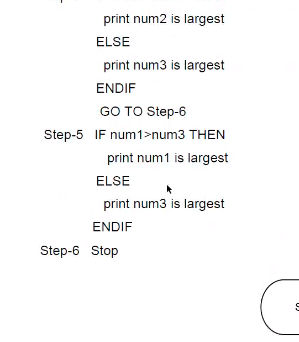 print num2 is largest
ELSE
print num3 is largest
ENDIF
GO TO Step-6
Step-5 IF num1>num3 THEN
print num1 is largest
ELSE
print num3 is largest
ENDIF
Step-6 Stop